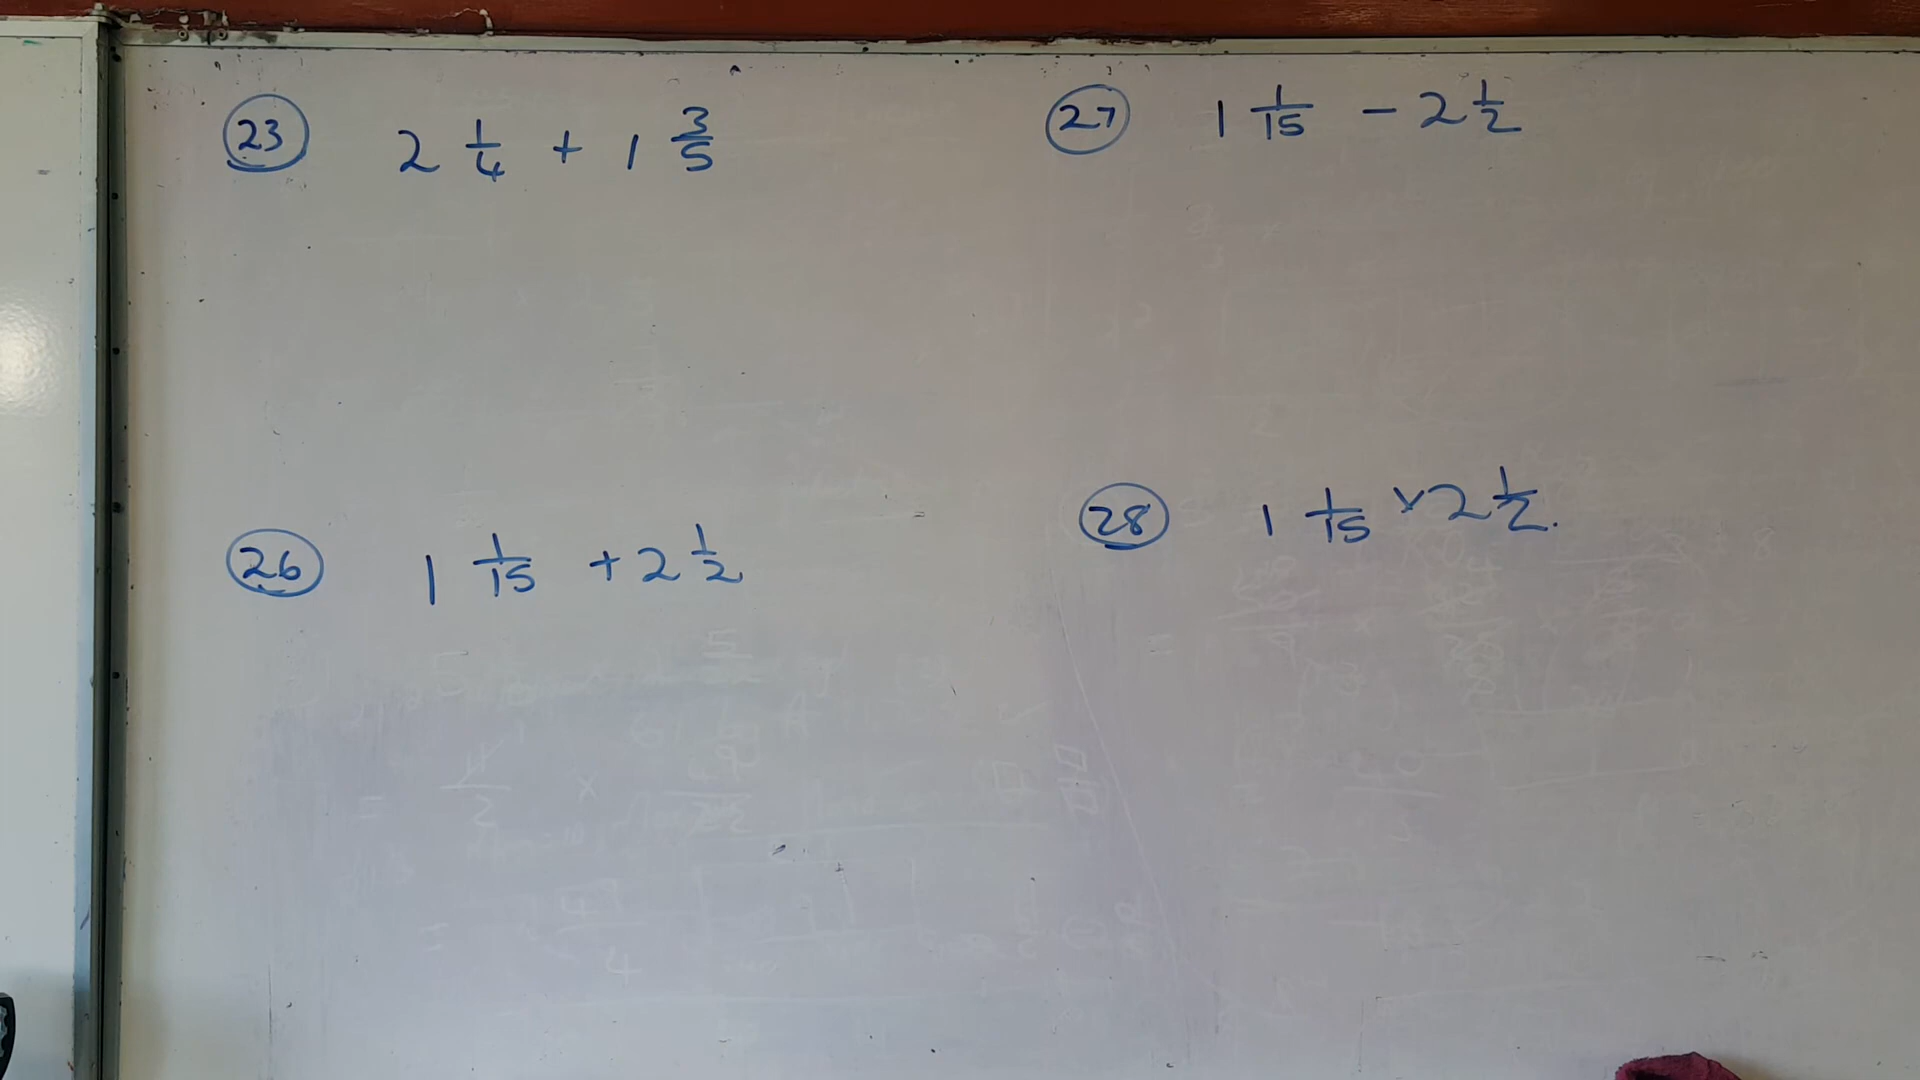 23 2 1/4 + 1 3/5
26 1 1/15 + 2 1/2
27 1 1/15 - 2 1/2
28 1 1/15 × 2 1/2.